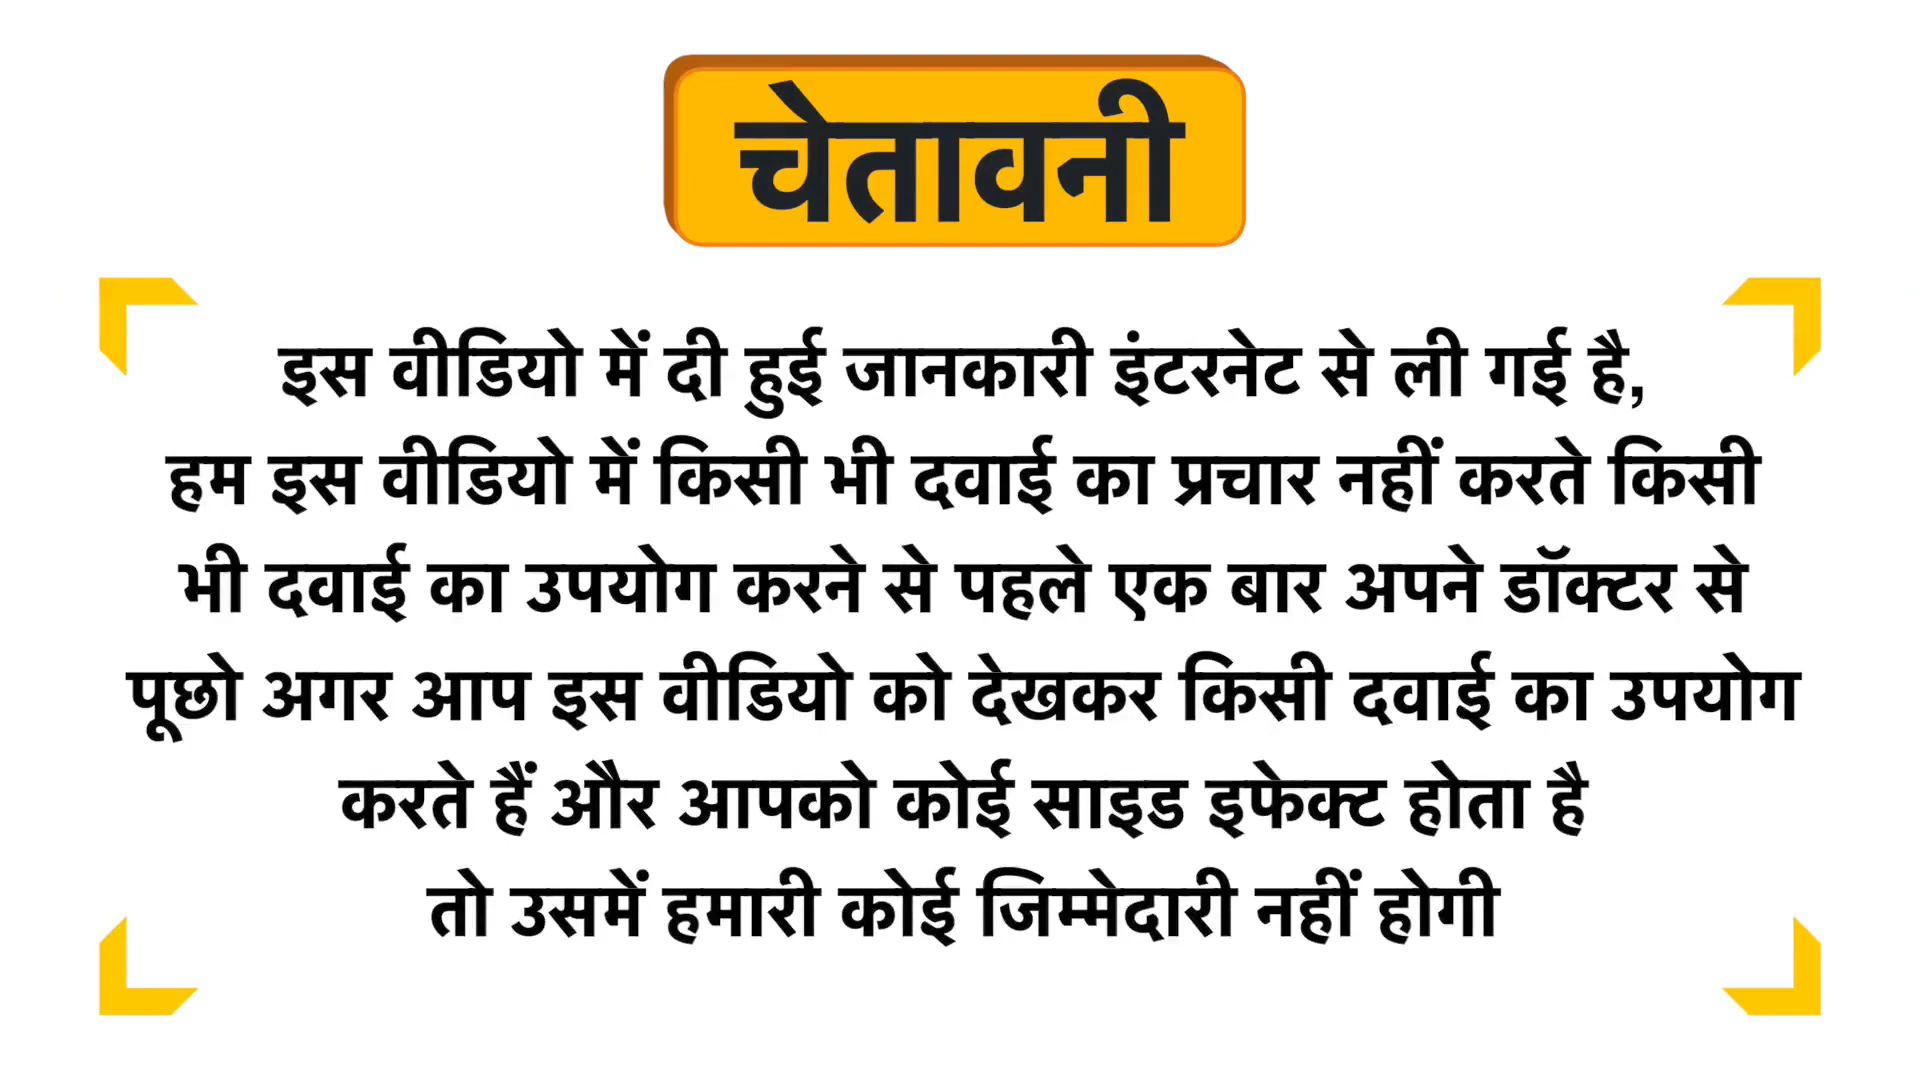 चेतावनी
इस वीडियो में दी हुई जानकारी इंटरनेट से ली गई है,
हम इस वीडियो में किसी भी दवाई का प्रचार नहीं करते किसी
भी दवाई का उपयोग करने से पहले एक बार अपने डॉक्टर से
पूछो अगर आप इस वीडियो को देखकर किसी दवाई का उपयोग
करते हैं और आपको कोई साइड इफेक्ट होता है
तो उसमें हमारी कोई जिम्मेदारी नहीं होगी